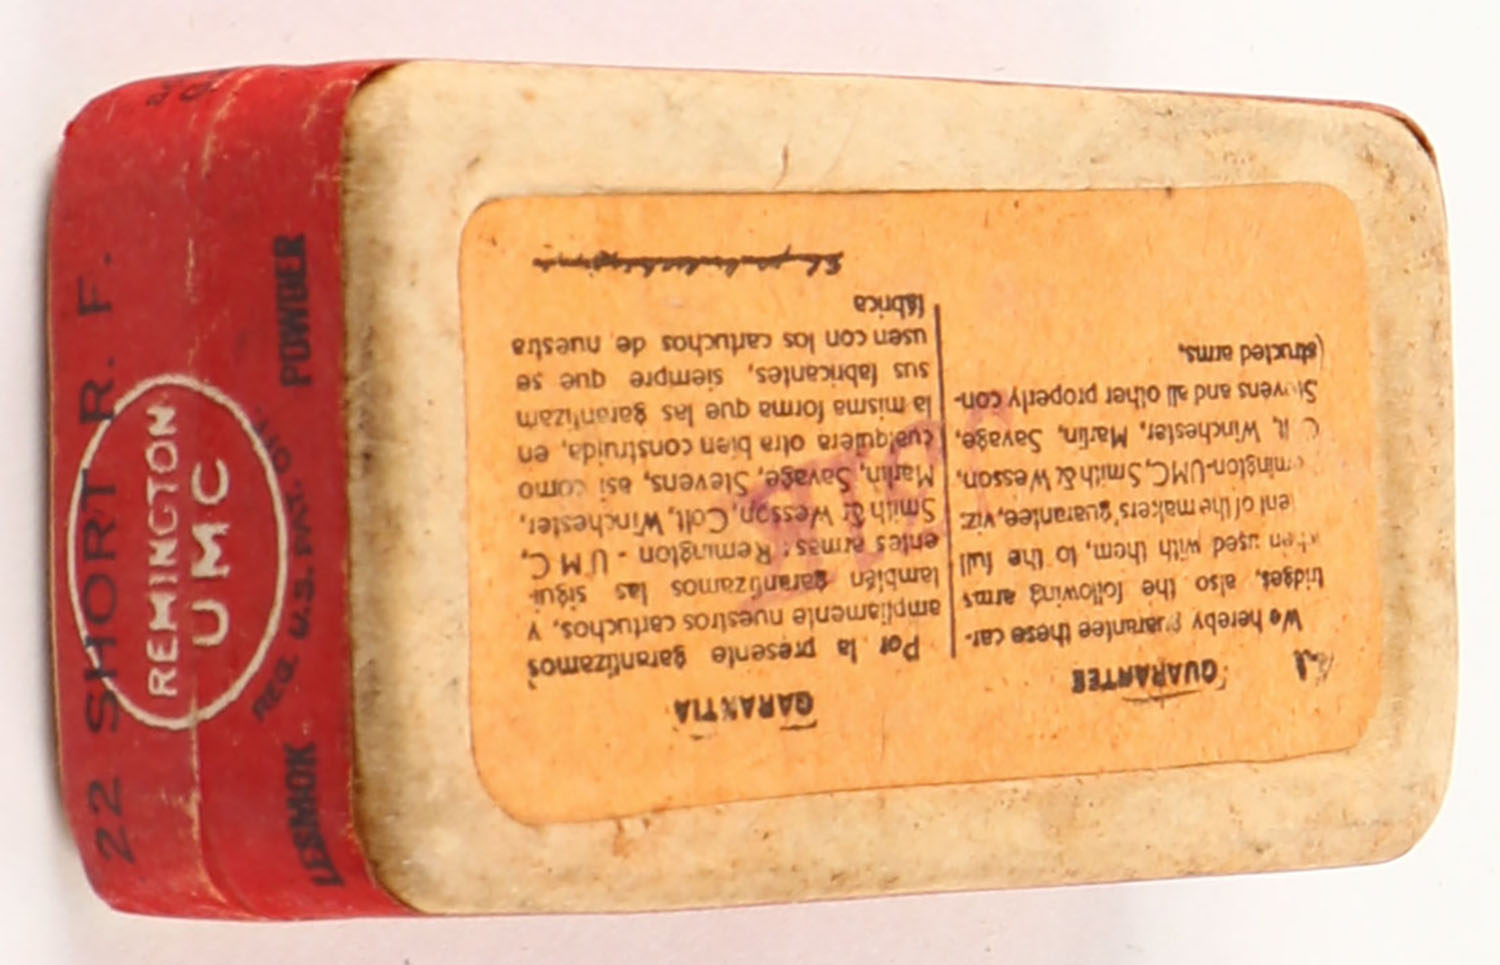 22 SHORT R. F.
REMINGTON
UMC
REG. U.S. PAT. OFF.
LESMOK POWDER
GUARANTEE
We hereby guarantee these car-
tridges, also the following arms
when used with them, to the full
ent of the makers' guarantee, viz:
mington-UMC, Smith & Wesson,
C lt, Winchester, Marlin, Savage,
Stevens and all other properly con-
structed arms.
GARANTIA
Por la presente garantizamos
ampliamente nuestros cartuchos, y
también garantizamos las sigui-
entes armas: Remington - U M C,
Smith & Wesson, Colt, Winchester,
Marlin, Savage, Stevens, asi como
cualquiera otra bien construida, en
la misma forma que las garantizam
sus fabricantes, siempre que se
usen con los cartuchos de nuestra
fábrica